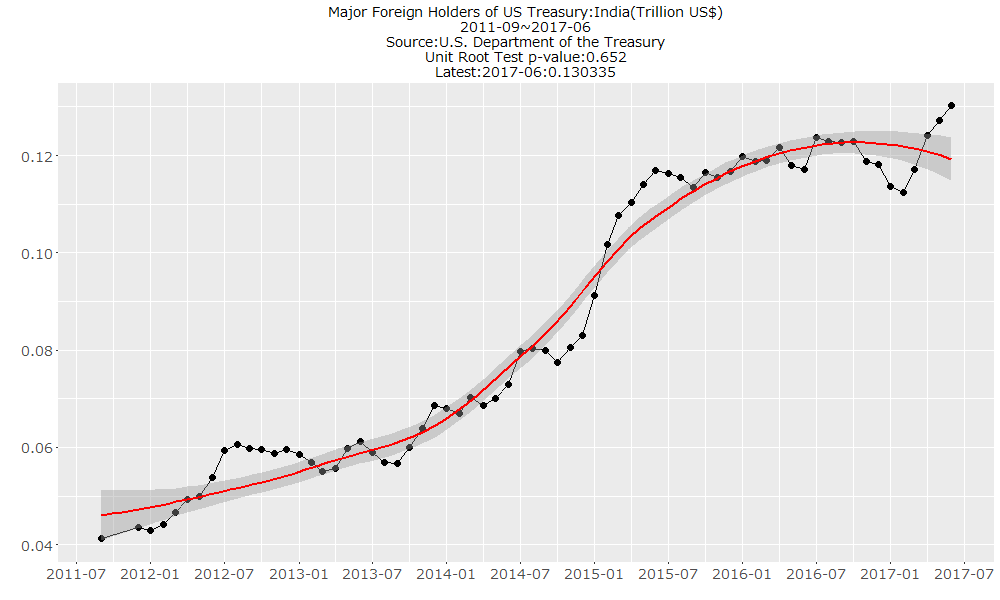 Major Foreign Holders of US Treasury:India(Trillion US$)
2011-09~2017-06
Source:U.S. Department of the Treasury
Unit Root Test p-value:0.652
Latest:2017-06:0.130335
0.12
0.10
0.08
0.06
0.04
2011-07 2012-01 2012-07 2013-01 2013-07 2014-01 2014-07 2015-01 2015-07 2016-01 2016-07 2017-01 2017-07